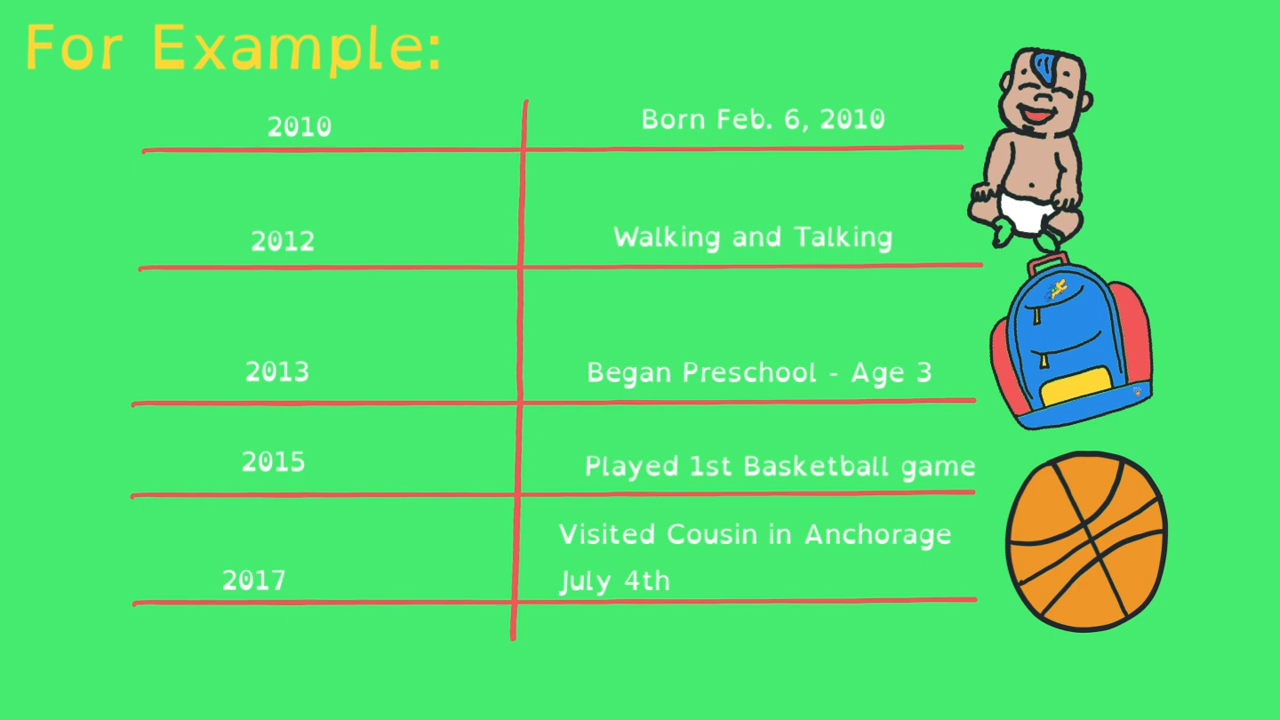 For Example:
2010
Born Feb. 6, 2010
2012
Walking and Talking
2013
Began Preschool - Age 3
2015
Played 1st Basketball game
2017
Visited Cousin in Anchorage
July 4th